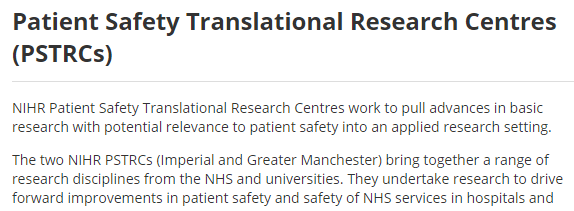 Patient Safety Translational Research Centres
(PSTRCs)
NIHR Patient Safety Translational Research Centres work to pull advances in basic
research with potential relevance to patient safety into an applied research setting.
The two NIHR PSTRCs (Imperial and Greater Manchester) bring together a range of
research disciplines from the NHS and universities. They undertake research to drive
forward improvements in patient safety and safety of NHS services in hospitals and